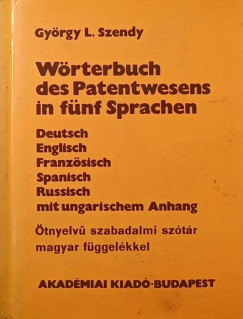 György L. Szendy
Wörterbuch
des Patentwesens
in fünf Sprachen
Deutsch
Englisch
Französisch
Spanisch
Russisch
mit ungarischem Anhang
Ötnyelvű szabadalmi szótár
magyar függelékkel
AKADÉMIAI KIADÓ·BUDAPEST